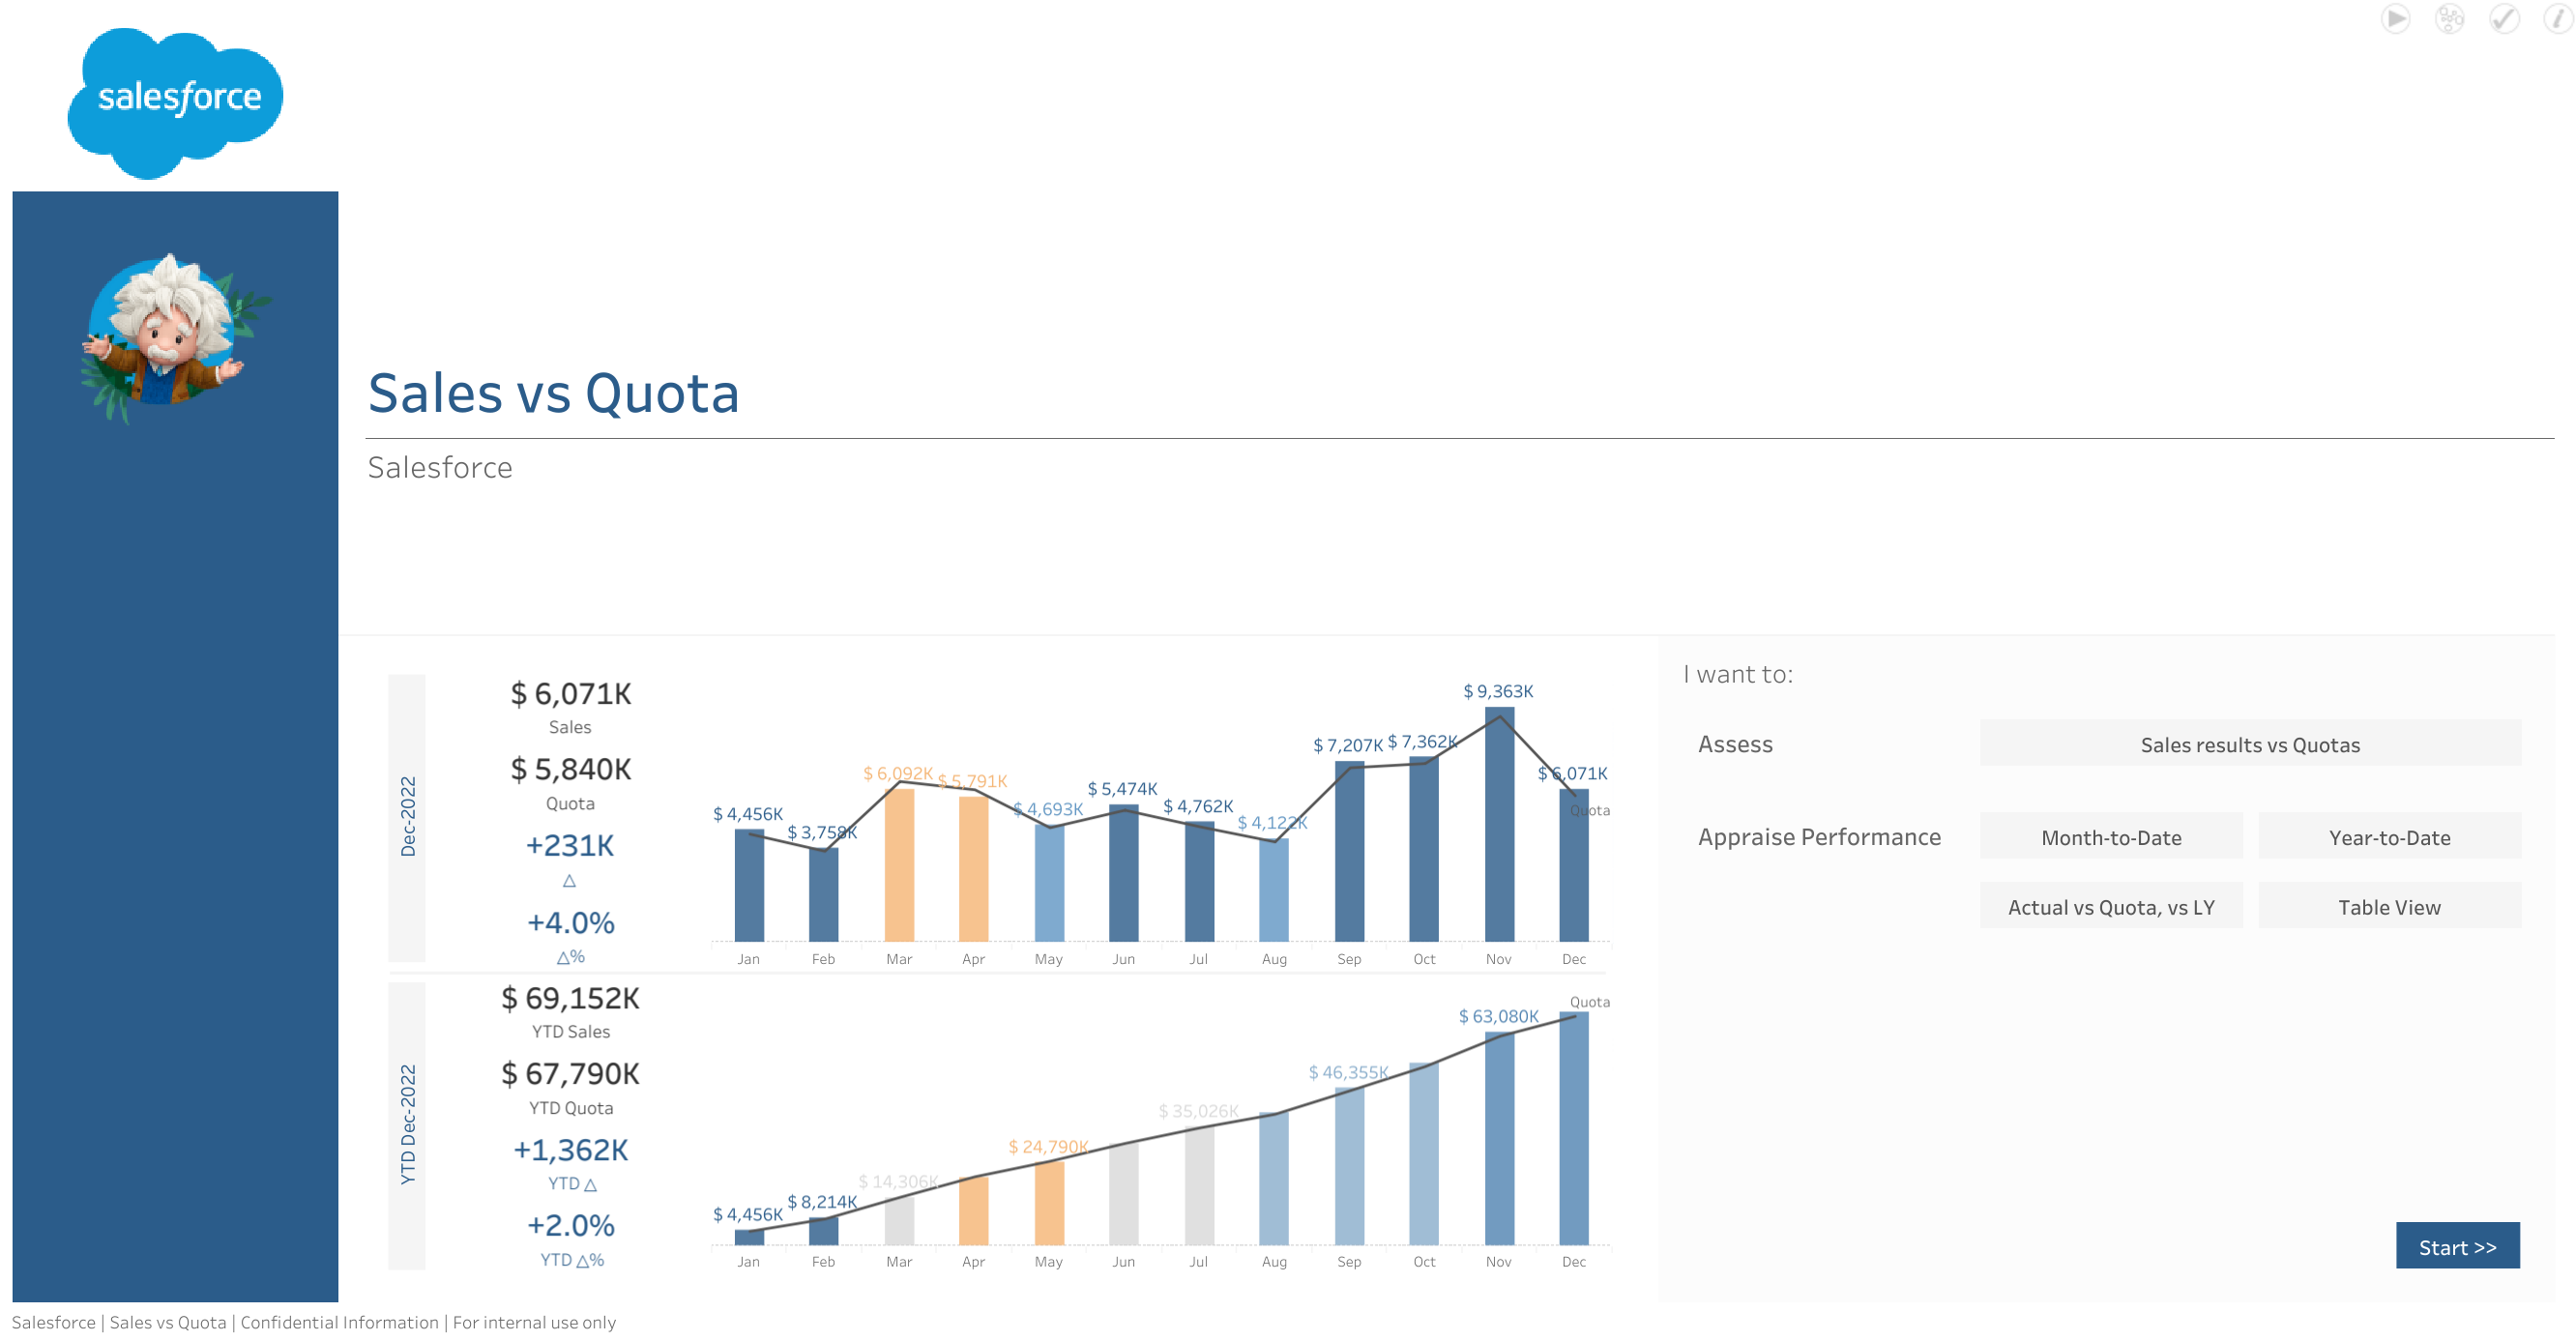 salesforce
Sales vs Quota
Salesforce
Dec-2022
$ 6,071K
Sales
$ 5,840K
Quota
+231K
△
+4.0%
△%
$ 4,456K
$ 3,758K
$ 6,092K
$ 5,791K
$ 4,693K
$ 5,474K
$ 4,762K
$ 4,122K
$ 7,207K
$ 7,362K
$ 9,363K
$ 6,071K
Quota
Jan Feb Mar Apr May Jun Jul Aug Sep Oct Nov Dec
YTD Dec-2022
$ 69,152K
YTD Sales
$ 67,790K
YTD Quota
+1,362K
YTD △
+2.0%
YTD △%
$ 4,456K
$ 8,214K
$ 14,306K
$ 24,790K
$ 35,026K
$ 46,355K
$ 63,080K
Quota
Jan Feb Mar Apr May Jun Jul Aug Sep Oct Nov Dec
I want to:
Assess
Sales results vs Quotas
Appraise Performance
Month-to-Date
Year-to-Date
Actual vs Quota, vs LY
Table View
Start >>
Salesforce | Sales vs Quota | Confidential Information | For internal use only